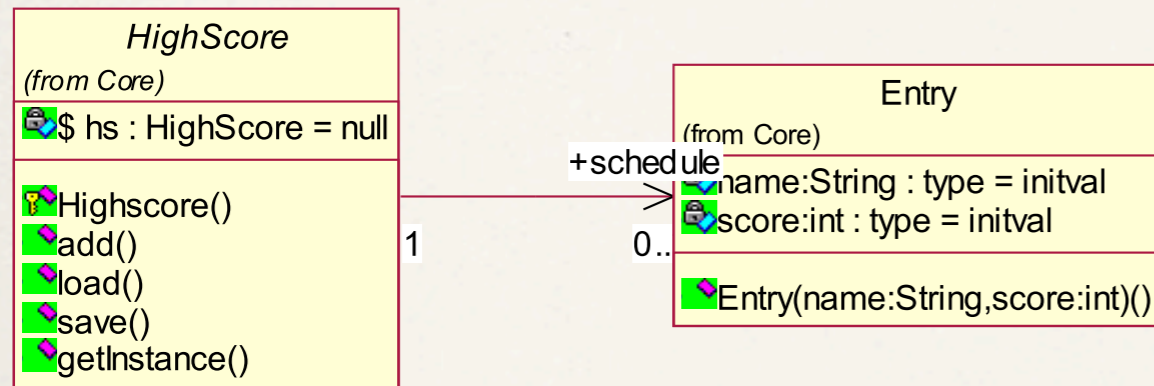 HighScore
(from Core)
$ hs : HighScore = null
Highscore()
add()
load()
save()
getInstance()
+schedule
1
0..
Entry
(from Core)
name:String : type = initval
score:int : type = initval
Entry(name:String,score:int)()